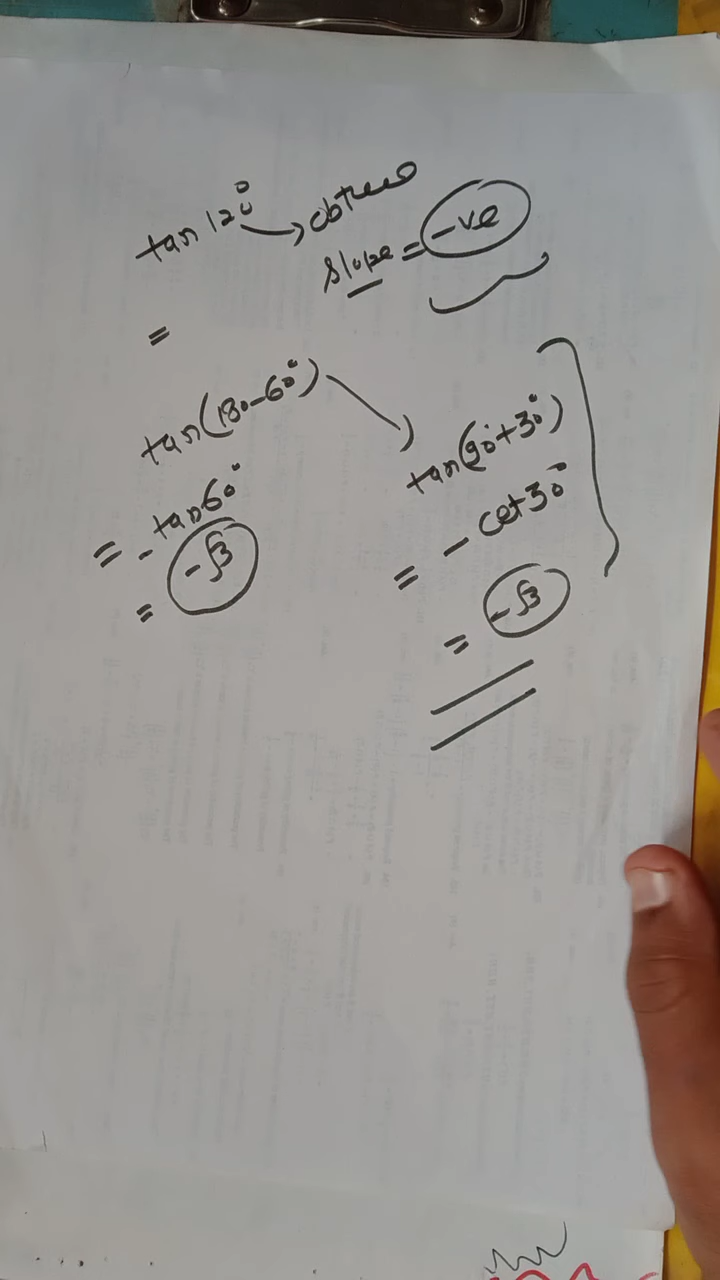 tan 120° → obtuse
slope = -ve
=
tan(180-60°)
= -tan60°
= -√3
tan(90°+30°)
= - cot30°
= -√3